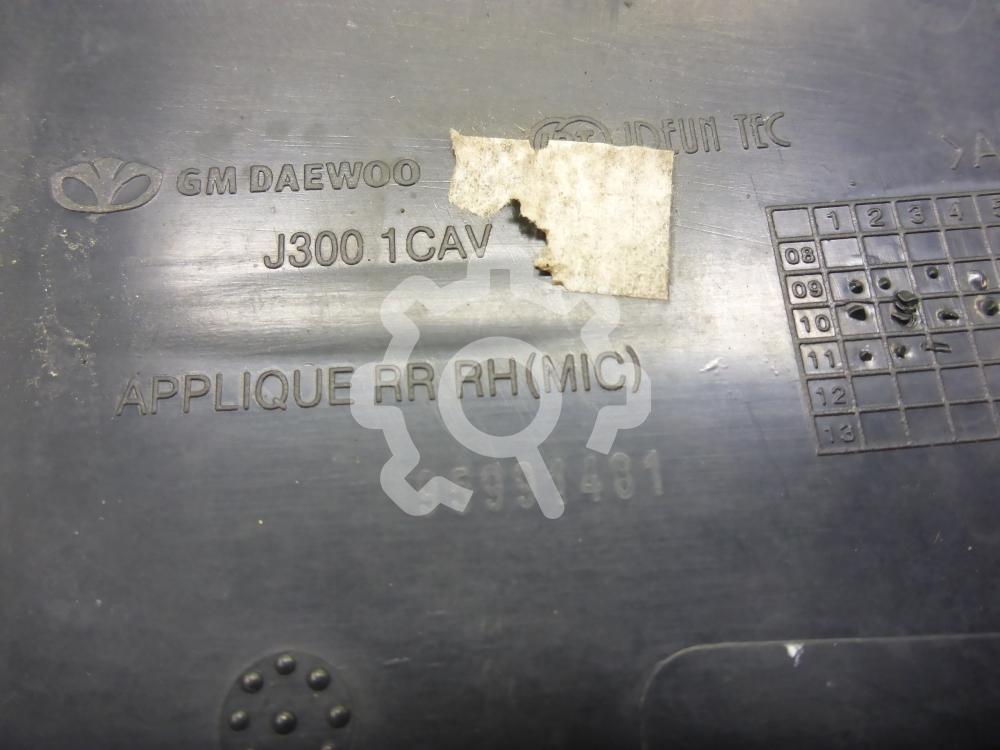 GM DAEWOO
TEC
J300 1CAV
APPLIQUE RR RH (MIC)
>A
1 2 3 4 5
08
09
10
11
12
13